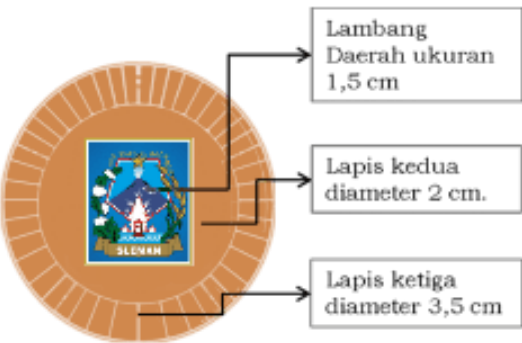 Lambang
Daerah ukuran
1,5 cm
Lapis kedua
diameter 2 cm.
SLEMAN
Lapis ketiga
diameter 3,5 cm